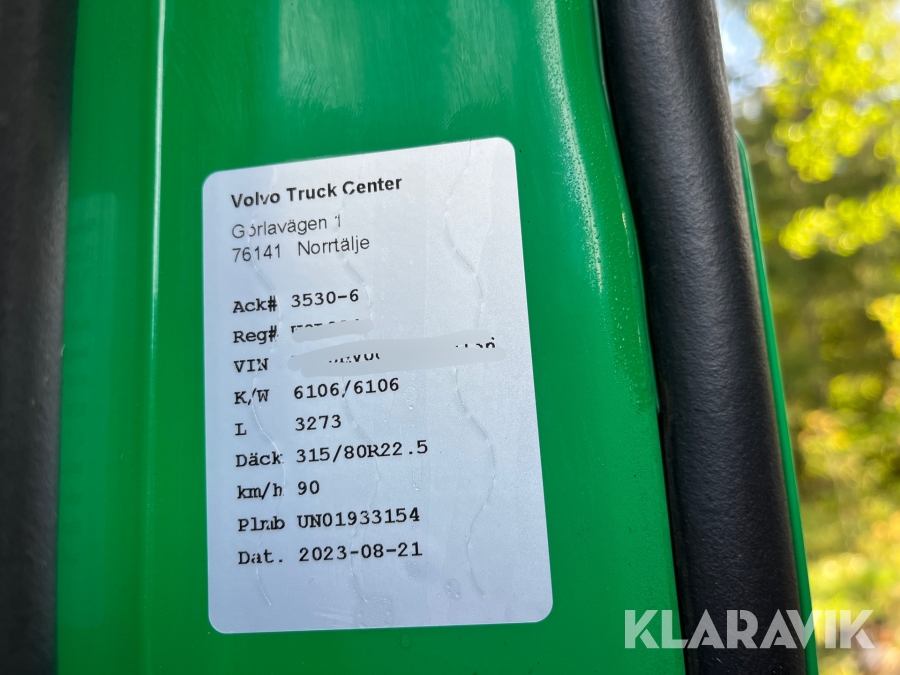 Volvo Truck Center
Görlavägen 1
76141 Norrtälje
Ack# 3530-6
Reg#
VIN
K/W 6106/6106
L 3273
Däck 315/80R22.5
km/h 90
Plmb UN01933154
Dat. 2023-08-21
KLARAVIK